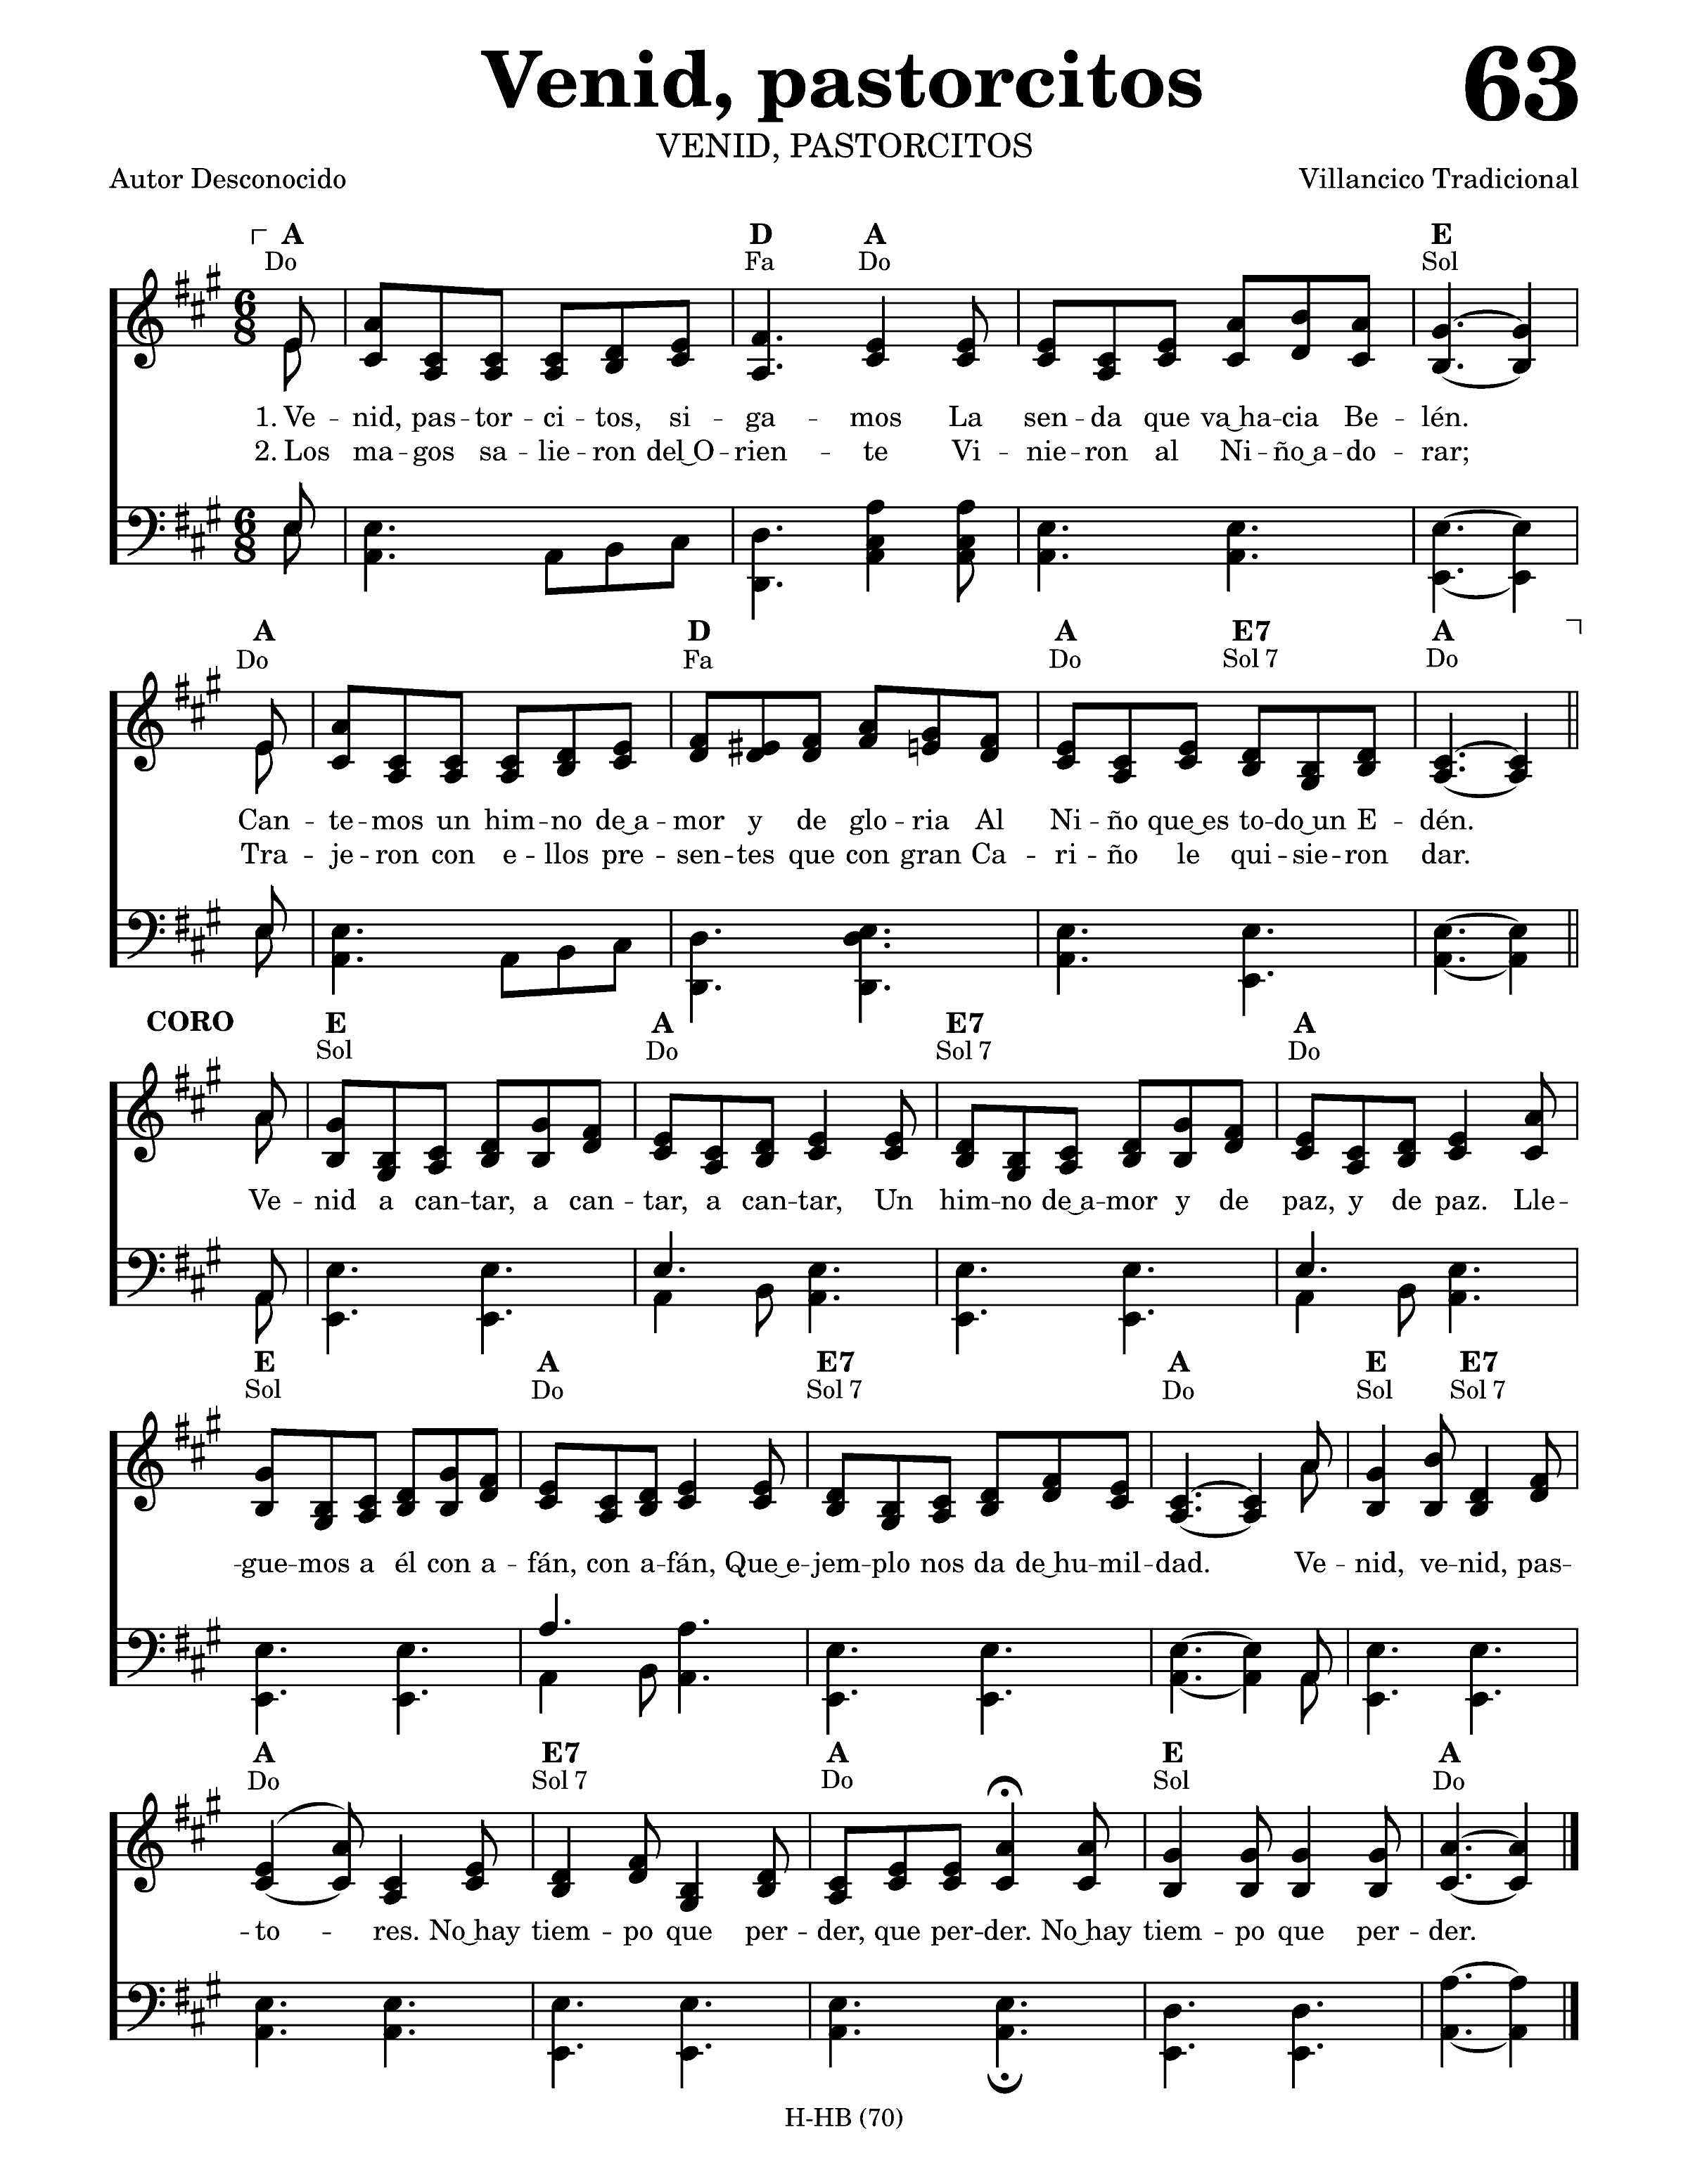 Venid, pastorcitos 63
VENID, PASTORCITOS
Autor Desconocido Villancico Tradicional
A D A E
Do Fa Do Sol
6 8
1. Ve - nid, pas - tor - ci - tos, si - ga - mos La sen - da que va‿ha - cia Be - lén.
2. Los ma - gos sa - lie - ron del‿O - rien - te Vi - nie - ron al Ni - ño‿a - do - rar;
6 8
A D A E7 A
Do Fa Do Sol 7 Do
Can - te - mos un him - no de‿a - mor y de glo - ria Al Ni - ño que‿es to - do‿un E - dén.
Tra - je - ron con e - llos pre - sen - tes que con gran Ca - ri - ño le qui - sie - ron dar.
CORO E A E7 A
Sol Do Sol 7 Do
Ve - nid a can - tar, a can - tar, a can - tar, Un him - no de‿a - mor y de paz, y de paz. Lle -
E A E7 A E E7
Sol Do Sol 7 Do Sol Sol 7
- gue - mos a él con a - fán, con a - fán, Que‿e - jem - plo nos da de‿hu - mil - dad. Ve - nid, ve - nid, pas -
A E7 A E A
Do Sol 7 Do Sol Do
- to - res. No‿hay tiem - po que per - der, que per - der. No‿hay tiem - po que per - der.
H-HB (70)